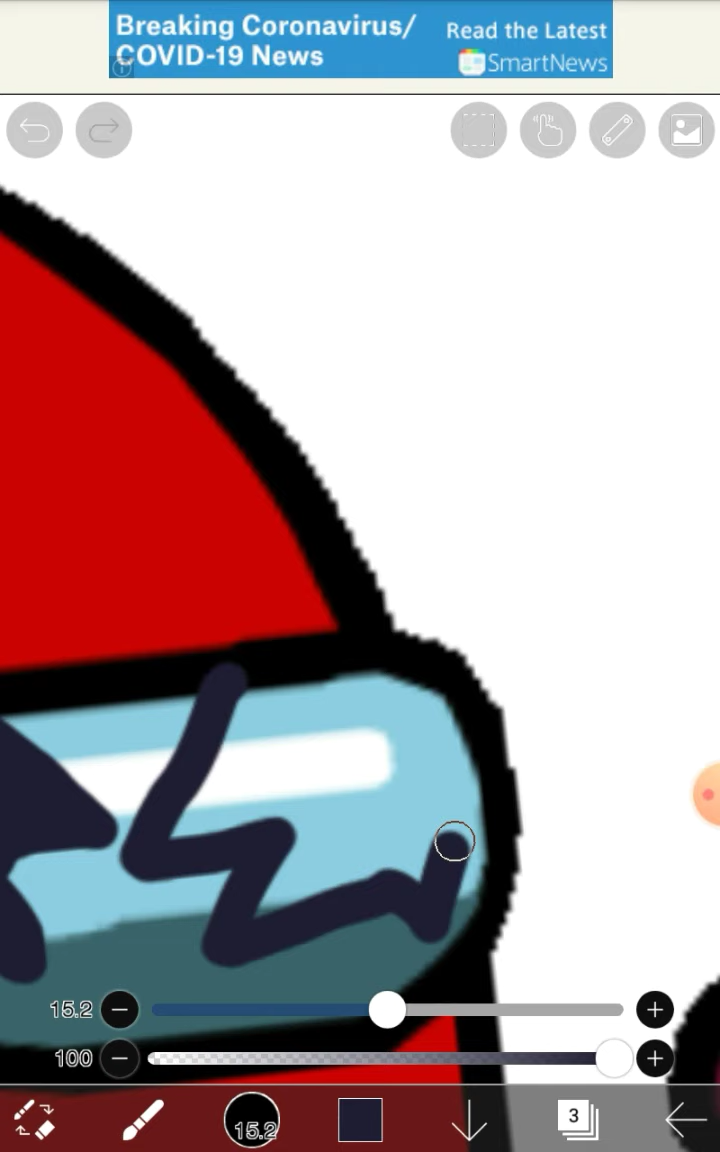 Breaking Coronavirus/
COVID-19 News
Read the Latest
SmartNews
15.2
100
15.2
3